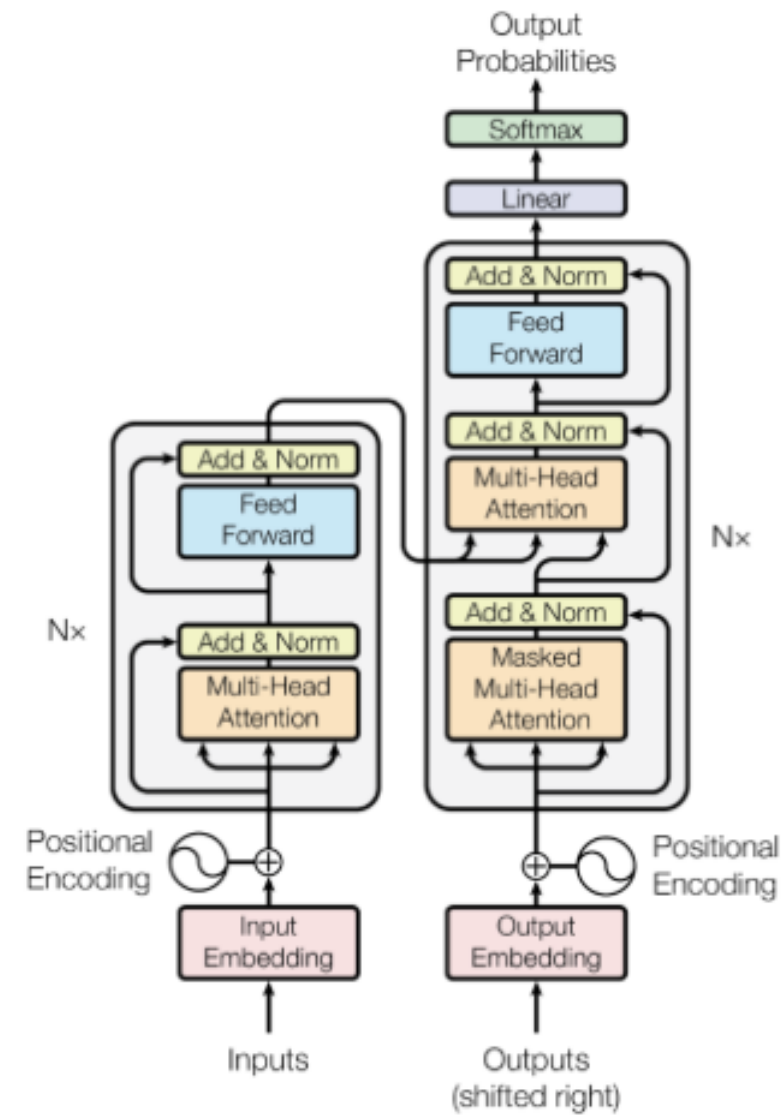 Output
Probabilities
Softmax
Linear
Add & Norm
Feed
Forward
Add & Norm
Multi-Head
Attention
Nx
Add & Norm
Masked
Multi-Head
Attention
Add & Norm
Feed
Forward
Nx
Add & Norm
Multi-Head
Attention
Positional
Encoding
Positional
Encoding
Input
Embedding
Output
Embedding
Inputs
Outputs
(shifted right)